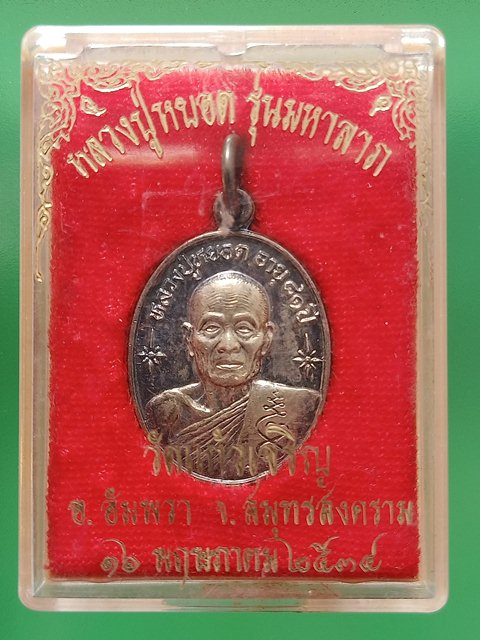 หลวงปู่หยอด รุ่นมหาลาภ
หลวงปู่หยอด อายุ ๘๑ ปี
วัดแก้วเจริญ
อ. อัมพวา จ. สมุทรสงคราม
๑๖ พฤษภาคม ๒๕๓๔